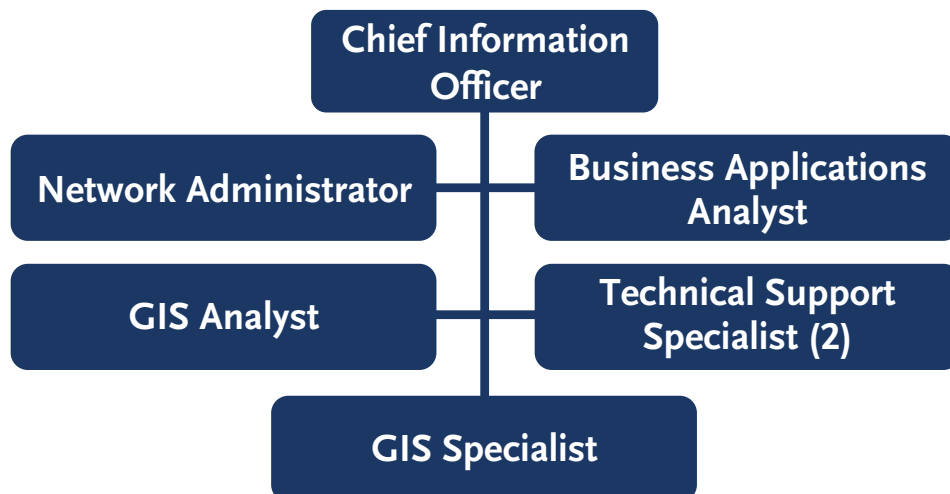 Chief Information
Officer
Network Administrator
Business Applications
Analyst
GIS Analyst
Technical Support
Specialist (2)
GIS Specialist